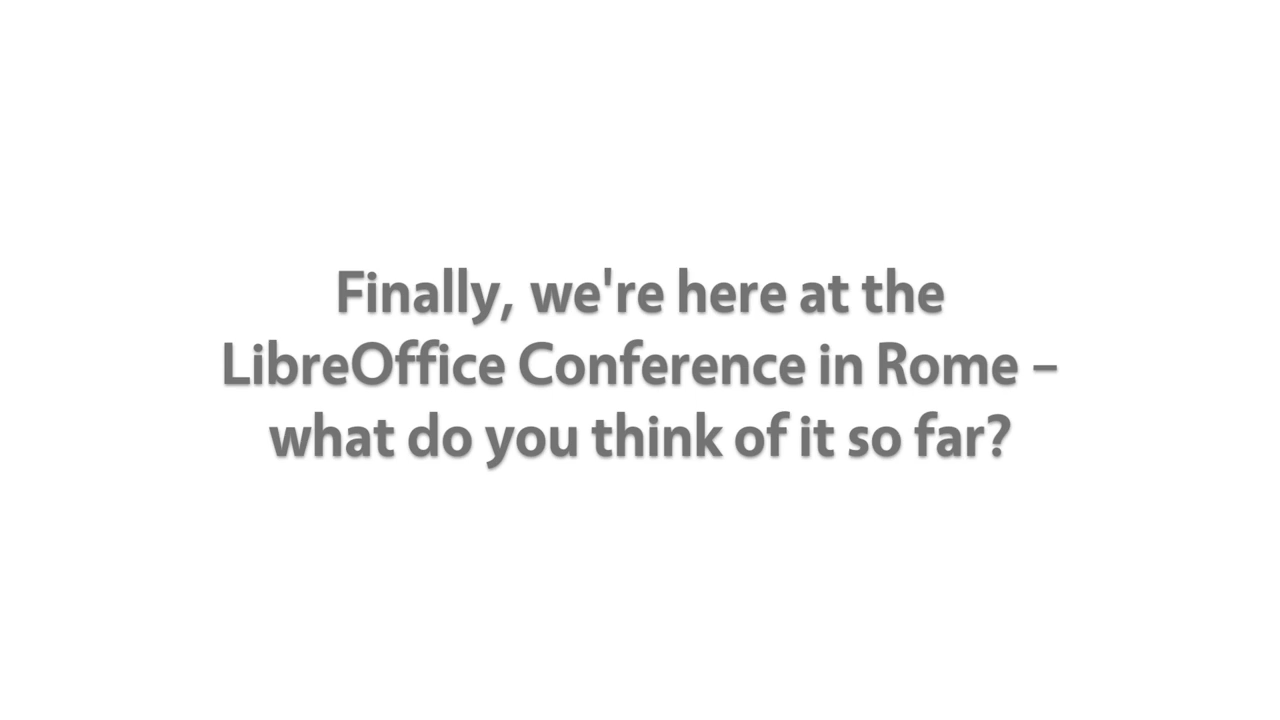 Finally, we're here at the
LibreOffice Conference in Rome –
what do you think of it so far?